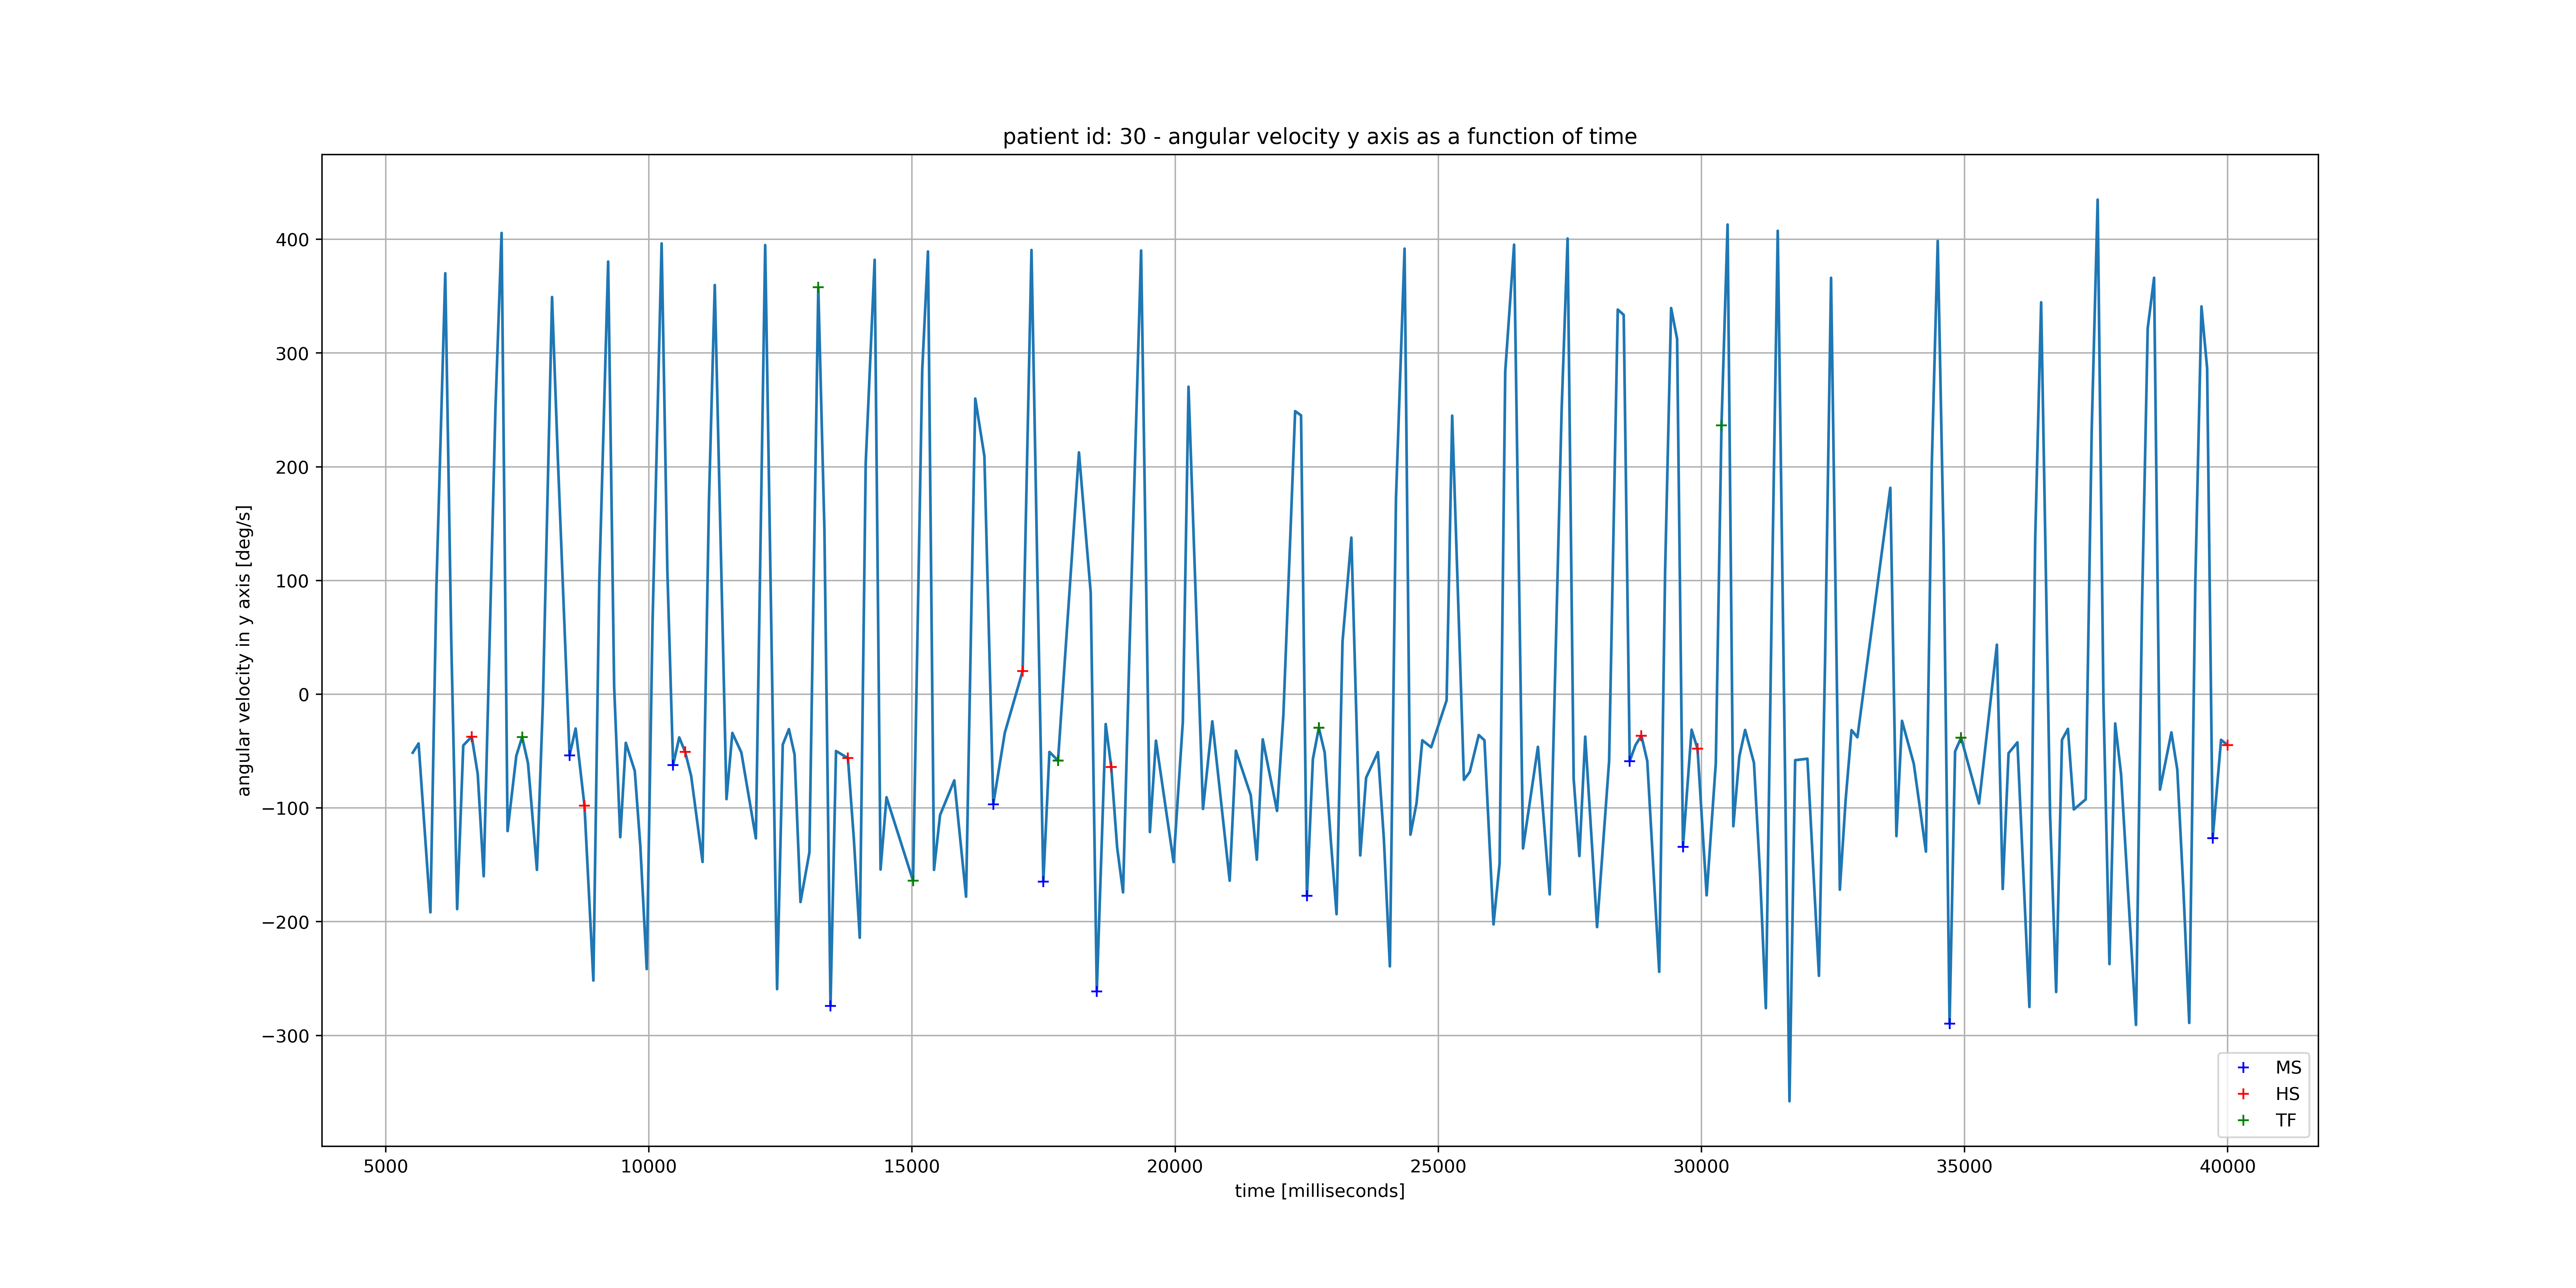 patient id: 30 - angular velocity y axis as a function of time
angular velocity in y axis [deg/s]
400
300
200
100
0
−100
−200
−300
5000 10000 15000 20000 25000 30000 35000 40000
time [milliseconds]
MS
HS
TF